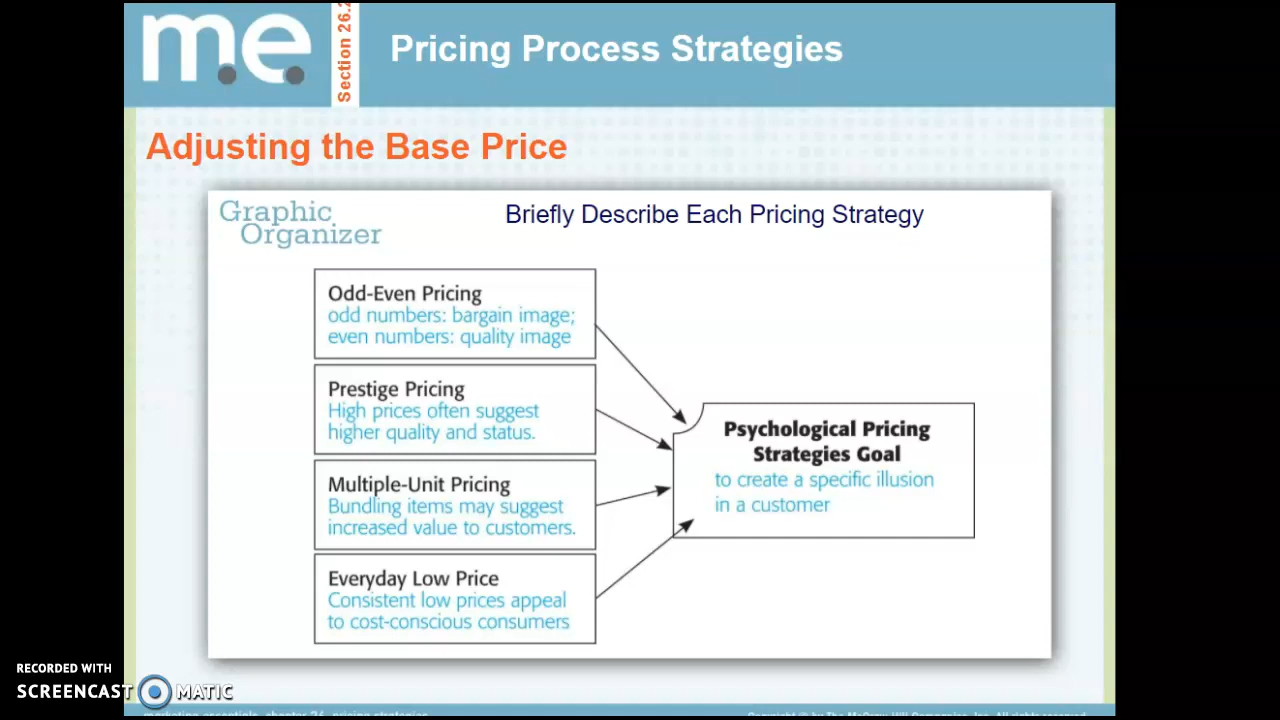 m.e.
Section 26.2
Pricing Process Strategies
Adjusting the Base Price
Graphic
Organizer
Briefly Describe Each Pricing Strategy
Odd-Even Pricing
odd numbers: bargain image;
even numbers: quality image
Prestige Pricing
High prices often suggest
higher quality and status.
Multiple-Unit Pricing
Bundling items may suggest
increased value to customers.
Everyday Low Price
Consistent low prices appeal
to cost-conscious consumers
Psychological Pricing
Strategies Goal
to create a specific illusion
in a customer
RECORDED WITH
SCREENCAST MATIC